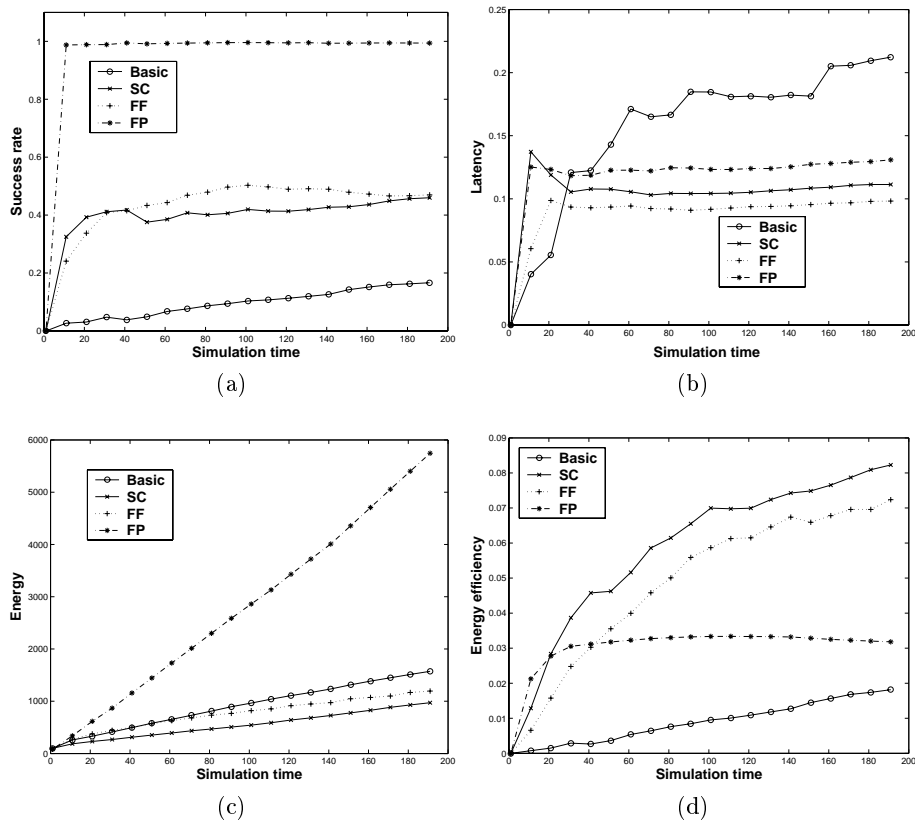 1
0.8
0.6
0.4
0.2
0
Success rate
Basic
SC
FF
FP
0 20 40 60 80 100 120 140 160 180 200
Simulation time
(a)
0.25
0.2
0.15
0.1
0.05
0
Latency
Basic
SC
FF
FP
0 20 40 60 80 100 120 140 160 180 200
Simulation time
(b)
6000
5000
4000
3000
2000
1000
0
Energy
Basic
SC
FF
FP
0 20 40 60 80 100 120 140 160 180 200
Simulation time
(c)
0.09
0.08
0.07
0.06
0.05
0.04
0.03
0.02
0.01
0
Energy efficiency
Basic
SC
FF
FP
0 20 40 60 80 100 120 140 160 180 200
Simulation time
(d)